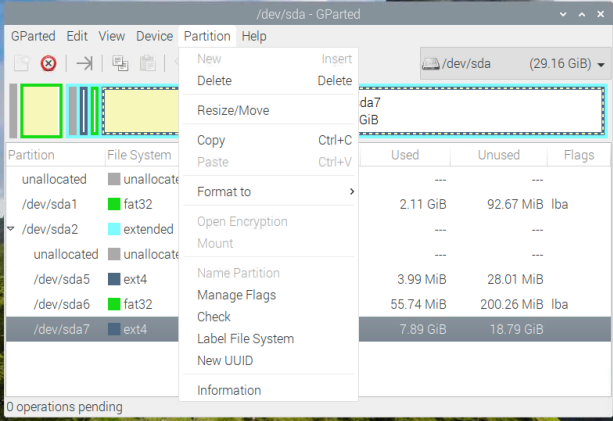 /dev/sda - GParted
GParted Edit View Device Partition Help
/dev/sda (29.16 GiB)
New Insert
Delete Delete
Resize/Move
Copy Ctrl+C
Paste Ctrl+V
Format to
Open Encryption
Mount
Name Partition
Manage Flags
Check
Label File System
New UUID
Information
da7
GiB
Partition File System Used Unused Flags
unallocated unallocate --- ---
/dev/sda1 fat32 2.11 GiB 92.67 MiB lba
/dev/sda2 extended --- ---
unallocated unallocate --- ---
/dev/sda5 ext4 3.99 MiB 28.01 MiB
/dev/sda6 fat32 55.74 MiB 200.26 MiB lba
/dev/sda7 ext4 7.89 GiB 18.79 GiB
0 operations pending